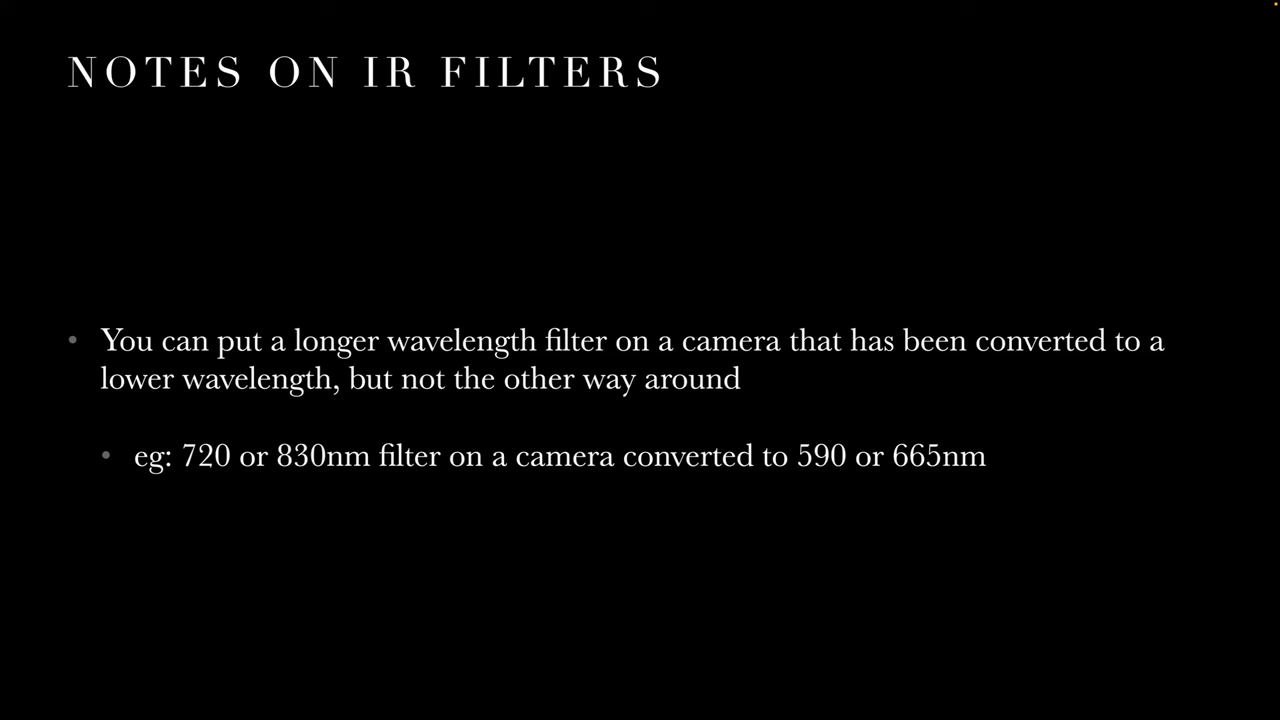 NOTES ON IR FILTERS
• You can put a longer wavelength filter on a camera that has been converted to a
lower wavelength, but not the other way around
• eg: 720 or 830nm filter on a camera converted to 590 or 665nm